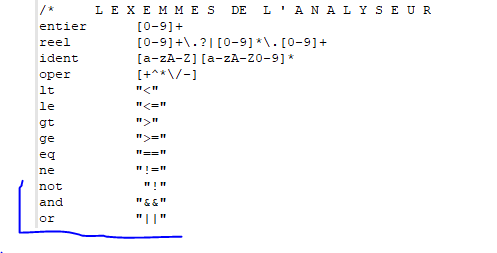 /* L E X E M M E S DE L ' A N A L Y S E U R
entier [0-9]+
reel [0-9]+\.?|[0-9]*\.[0-9]+
ident [a-zA-Z][a-zA-Z0-9]*
oper [+^*\/-]
lt "<"
le "<="
gt ">"
ge ">="
eq "=="
ne "!="
not "!"
and "&&"
or "||"